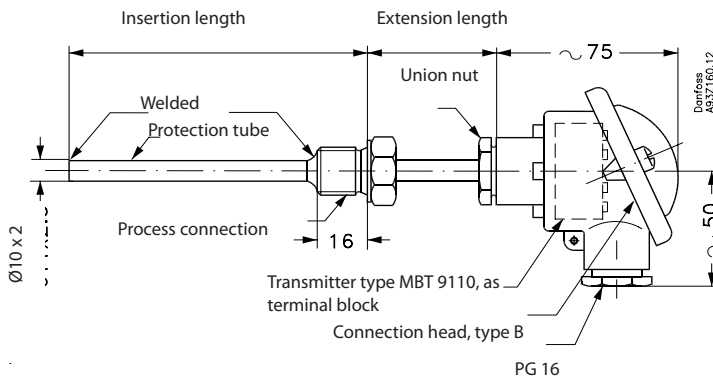 Insertion length
Extension length
~ 75
Union nut
Danfoss
A93Z160.12
Welded
Protection tube
Process connection
16
~ 50
Ø10 x 2
Transmitter type MBT 9110, as
terminal block
Connection head, type B
PG 16